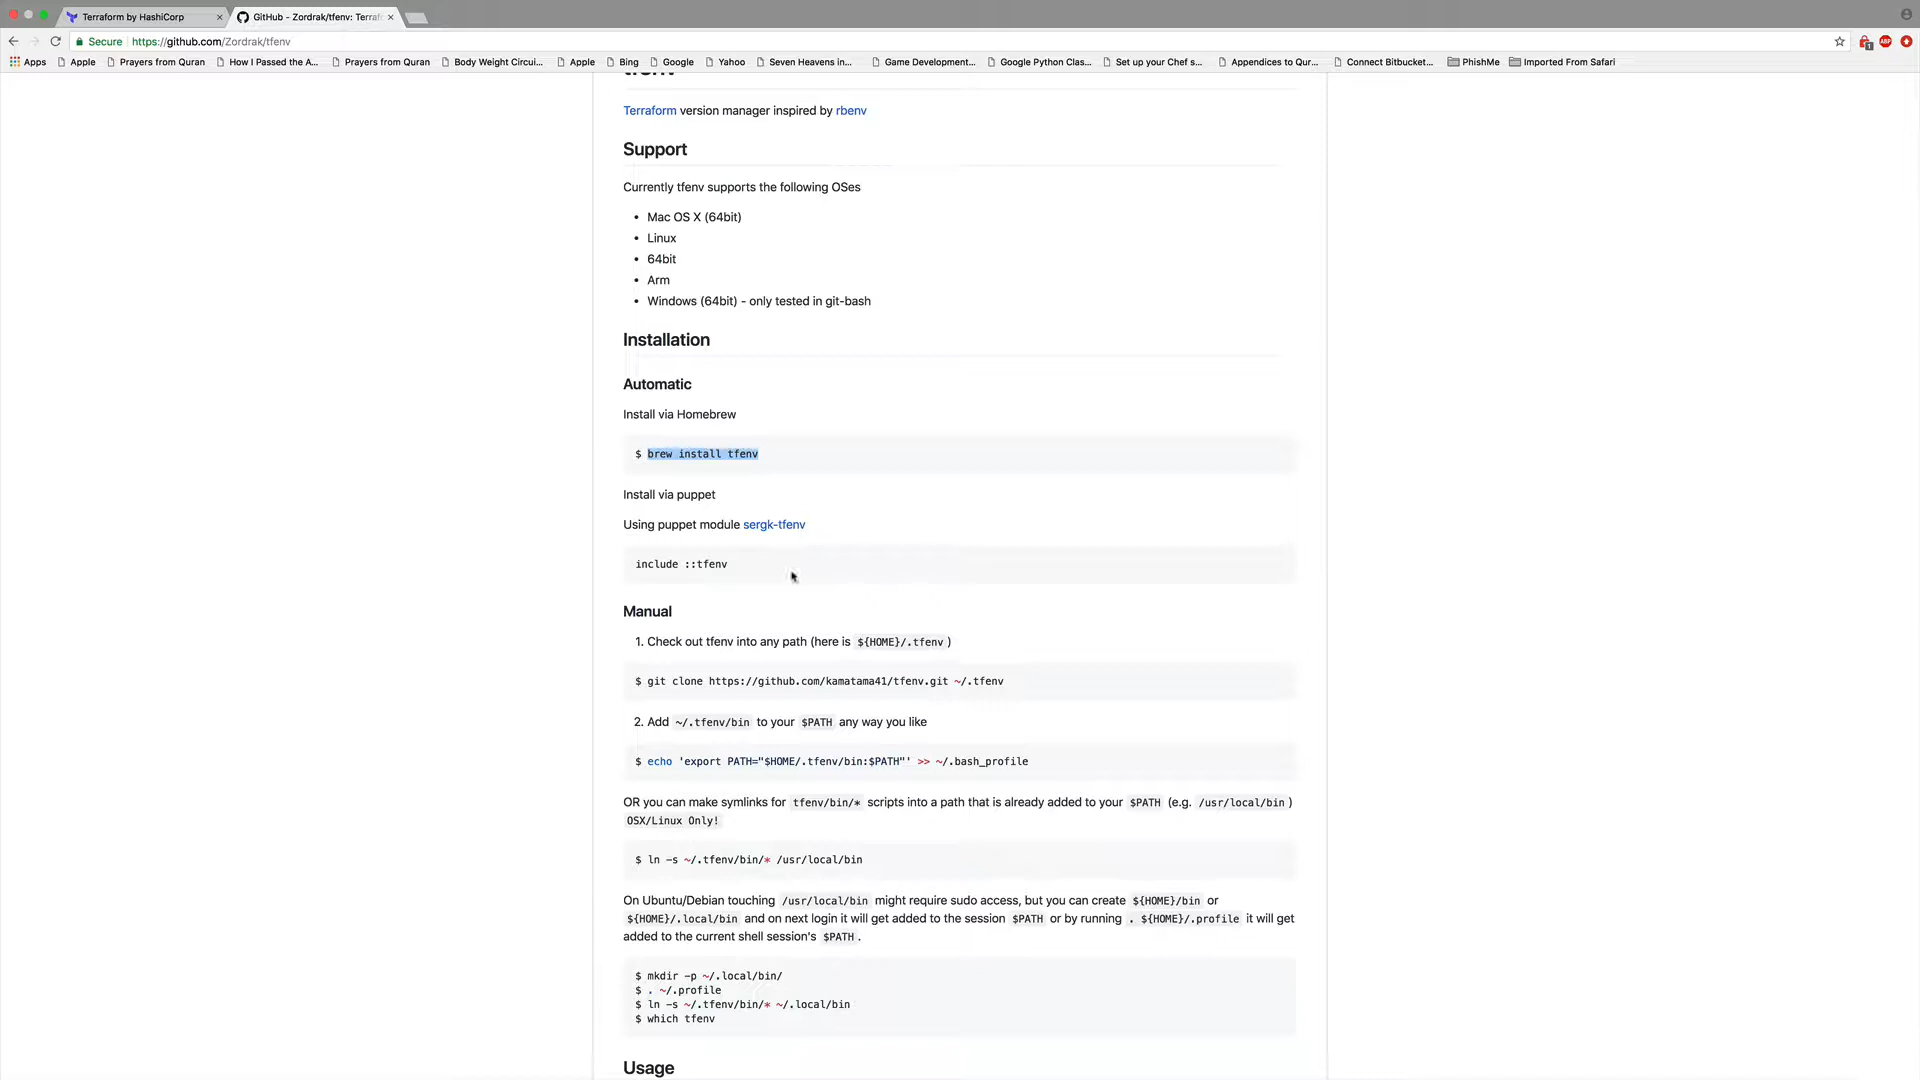 Terraform by HashiCorp
GitHub - Zordrak/tfenv: Terraf
Secure https://github.com/Zordrak/tfenv
Apps Apple Prayers from Quran How I Passed the A... Prayers from Quran Body Weight Circui... Apple Bing Google Yahoo Seven Heavens in... Game Development... Google Python Clas... Set up your Chef s... Appendices to Qur... Connect Bitbucket... PhishMe Imported From Safari
tfenv
Terraform version manager inspired by rbenv
Support
Currently tfenv supports the following OSes
• Mac OS X (64bit)
• Linux
• 64bit
• Arm
• Windows (64bit) - only tested in git-bash
Installation
Automatic
Install via Homebrew
$ brew install tfenv
Install via puppet
Using puppet module sergk-tfenv
include ::tfenv
Manual
1. Check out tfenv into any path (here is ${HOME}/.tfenv )
$ git clone https://github.com/kamatama41/tfenv.git ~/.tfenv
2. Add ~/.tfenv/bin to your $PATH any way you like
$ echo 'export PATH="$HOME/.tfenv/bin:$PATH"' >> ~/.bash_profile
OR you can make symlinks for tfenv/bin/* scripts into a path that is already added to your $PATH (e.g. /usr/local/bin )
OSX/Linux Only!
$ ln -s ~/.tfenv/bin/* /usr/local/bin
On Ubuntu/Debian touching /usr/local/bin might require sudo access, but you can create ${HOME}/bin or
${HOME}/.local/bin and on next login it will get added to the session $PATH or by running . ${HOME}/.profile it will get
added to the current shell session's $PATH .
$ mkdir -p ~/.local/bin/
$ . ~/.profile
$ ln -s ~/.tfenv/bin/* ~/.local/bin
$ which tfenv
Usage